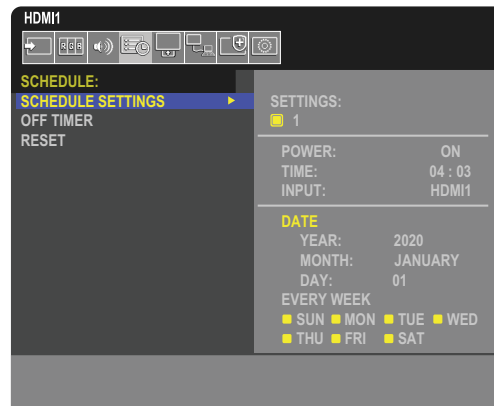 HDMI1
R G B
SCHEDULE:
SCHEDULE SETTINGS
OFF TIMER
RESET
SETTINGS:
1
POWER: ON
TIME: 04 : 03
INPUT: HDMI1
DATE
YEAR: 2020
MONTH: JANUARY
DAY: 01
EVERY WEEK
SUN MON TUE WED
THU FRI SAT